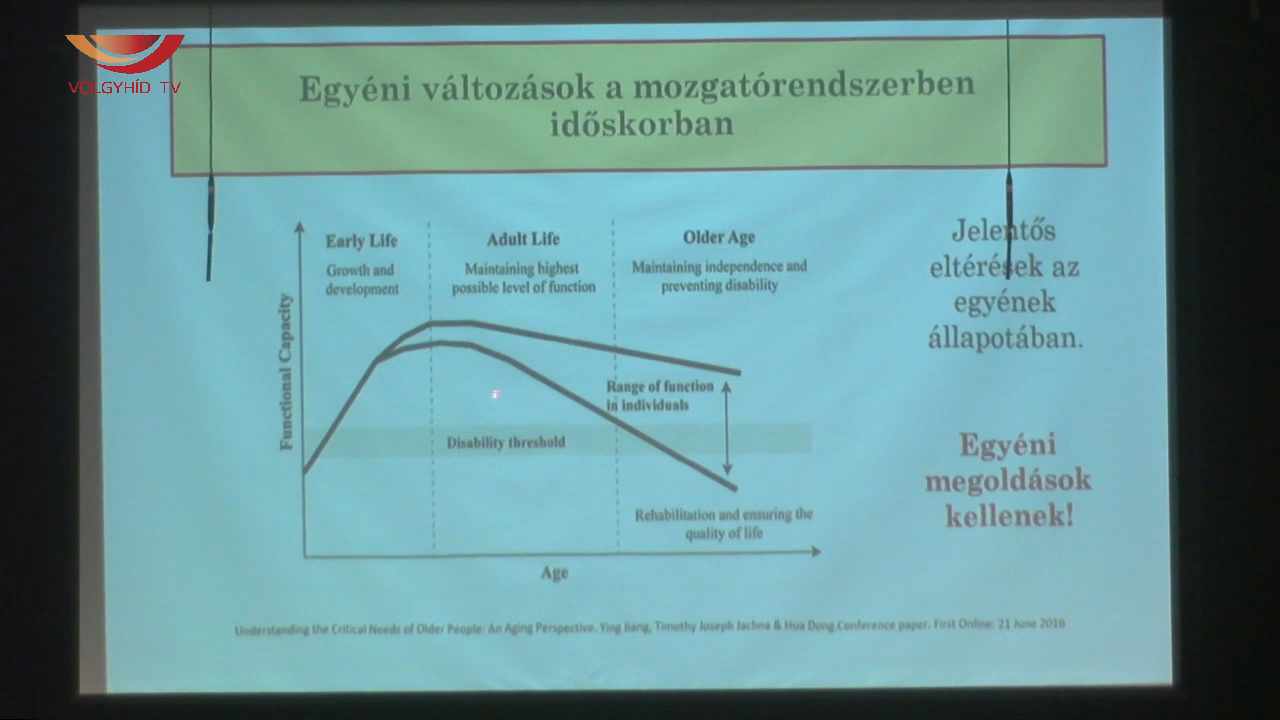 VÖLGYHÍD TV
Egyéni változások a mozgatórendszerben
időskorban
Early Life
Growth and
development
Adult Life
Maintaining highest
possible level of function
Older Age
Maintaining independence and
preventing disability
Functional Capacity
Range of function
in individuals
Disability threshold
Rehabilitation and ensuring the
quality of life
Age
Jelentős
eltérések az
egyének
állapotában.
Egyéni
megoldások
kellenek!
Understanding the Critical Needs of Older People: An Aging Perspective. Ying Jiang, Timothy Joseph Jachna & Hua Dong.Conference paper. First Online: 21 June 2016